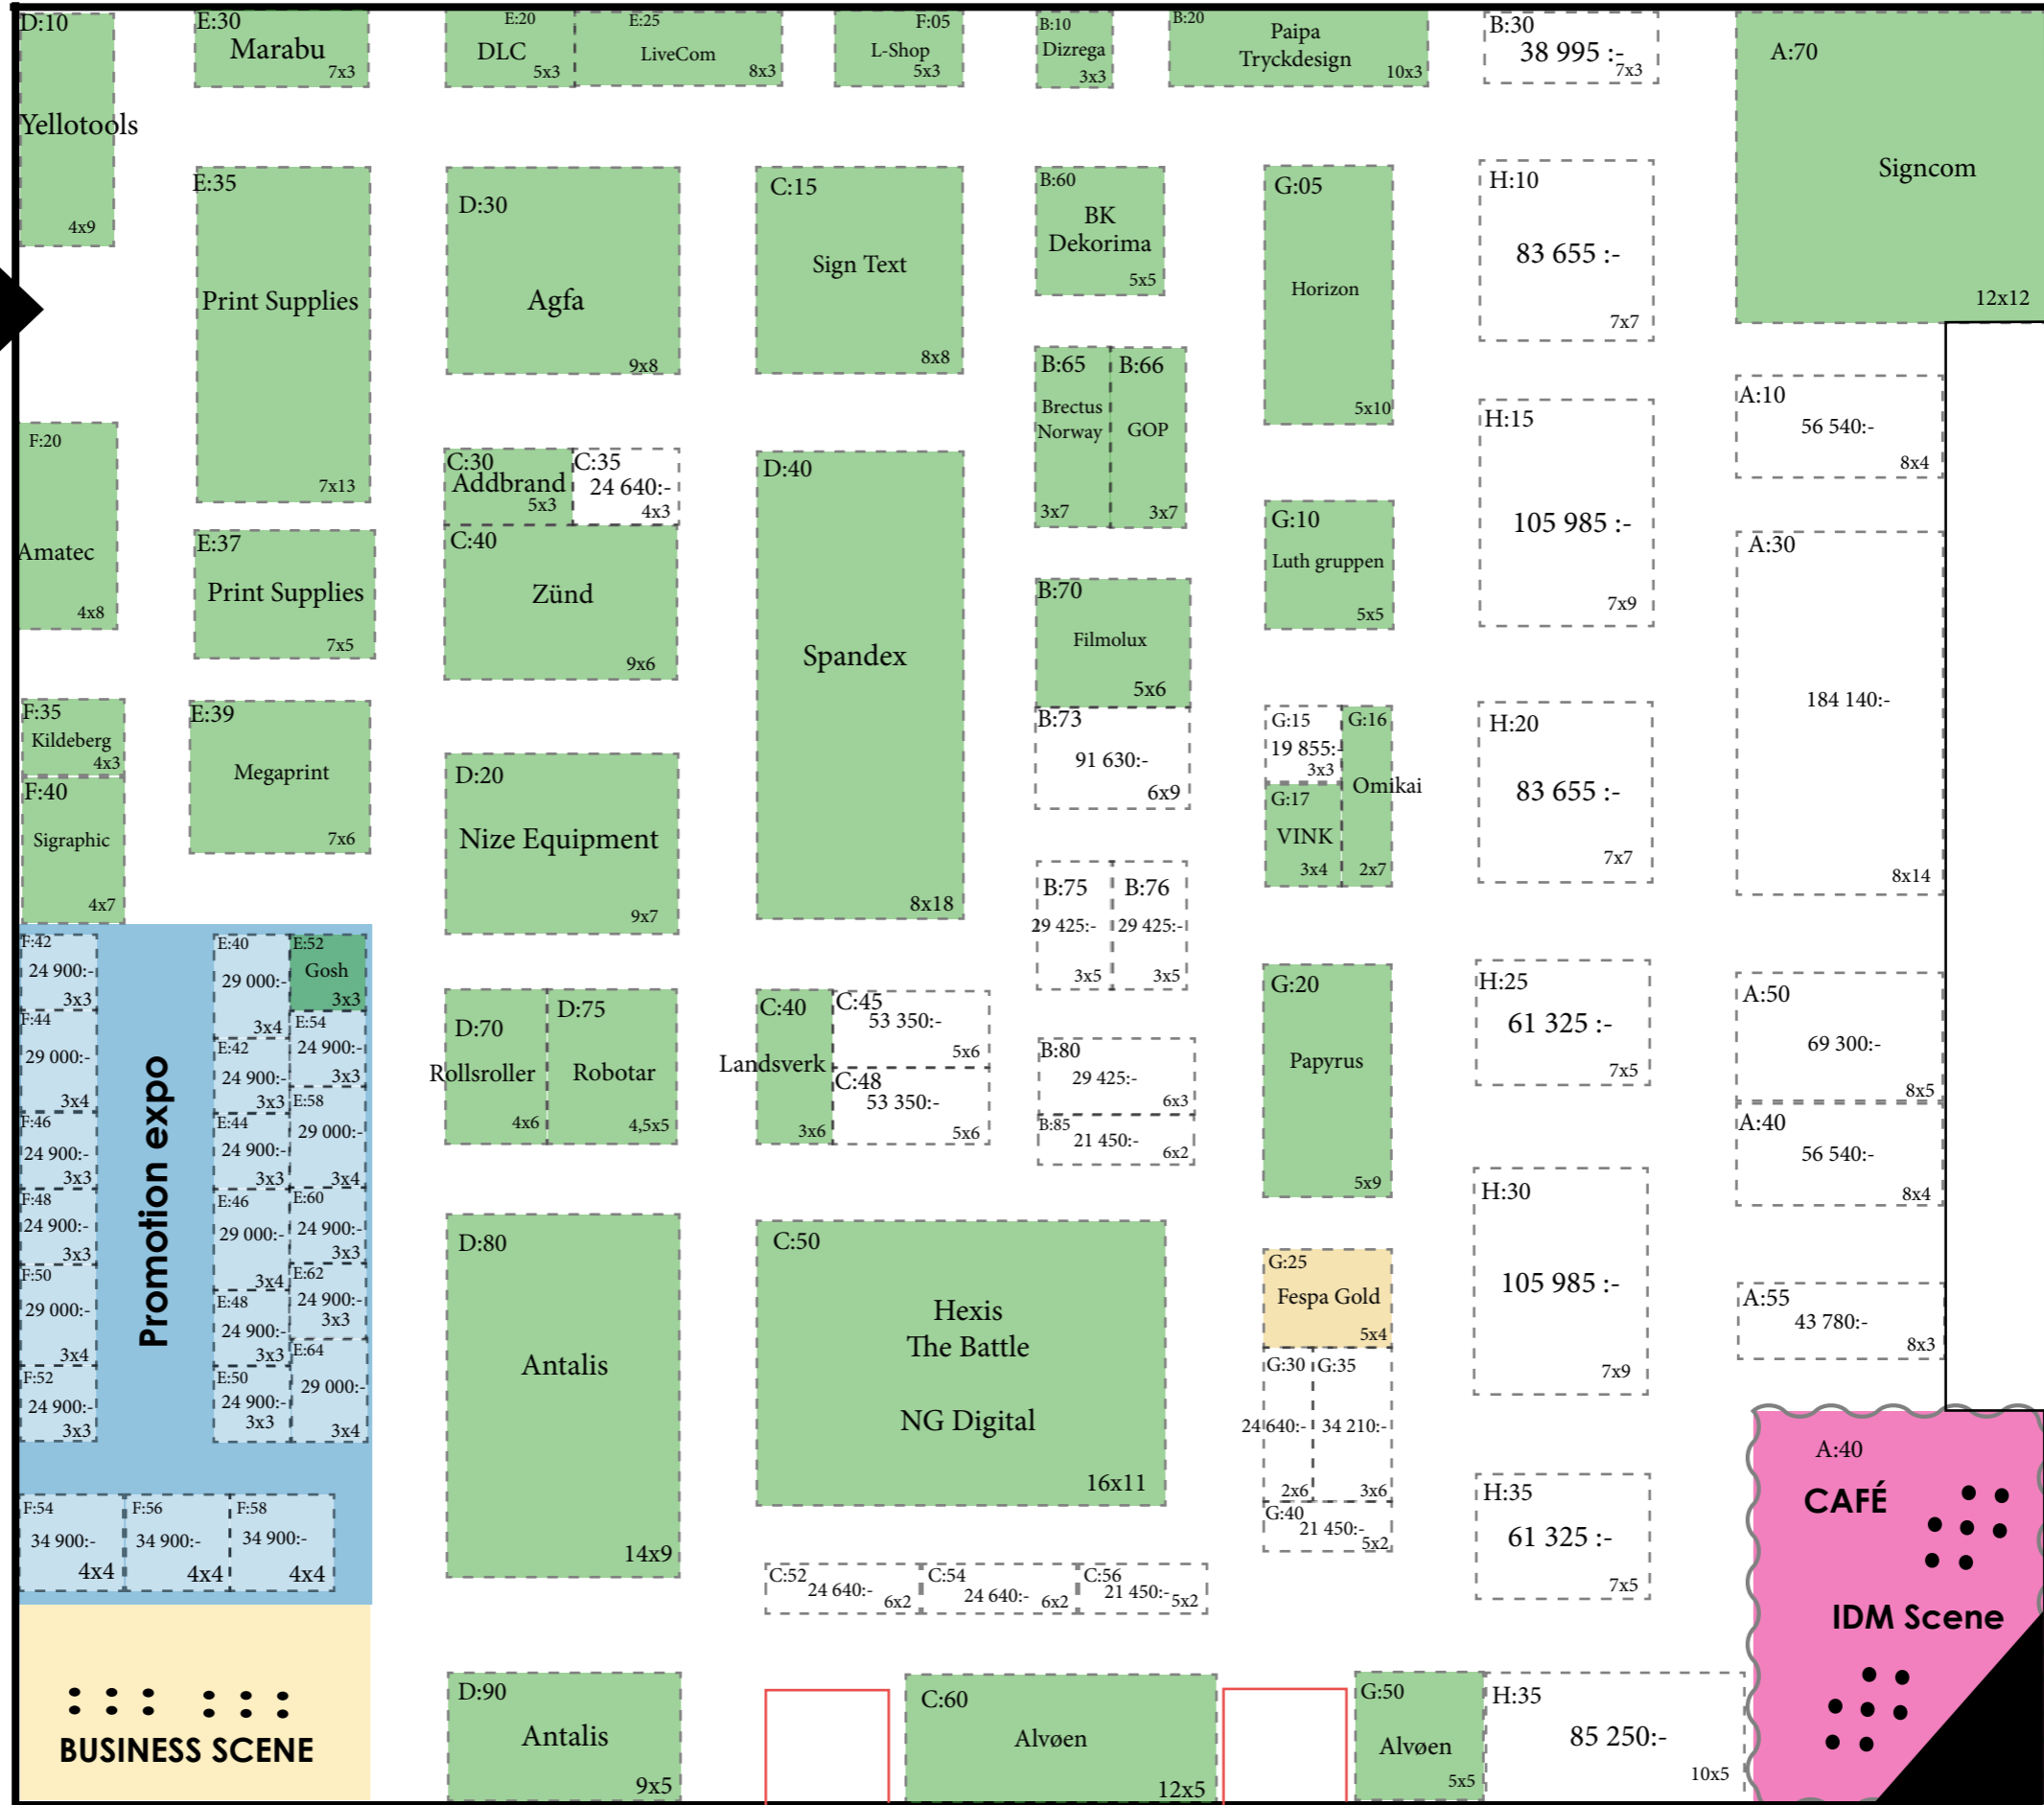 D:10
Yellotools
4x9
E:30
Marabu
7x3
E:20
DLC
5x3
E:25
LiveCom
8x3
F:05
L-Shop
5x3
B:10
Dizrega
3x3
B:20
Paipa
Tryckdesign
10x3
B:30
38 995 :-
7x3
A:70
Signcom
12x12
E:35
Print Supplies
7x13
D:30
Agfa
9x8
C:15
Sign Text
8x8
B:60
BK
Dekorima
5x5
G:05
Horizon
5x10
H:10
83 655 :-
7x7
B:65
Brectus
Norway
3x7
B:66
GOP
3x7
A:10
56 540:-
8x4
H:15
105 985 :-
7x9
F:20
Amatec
4x8
C:30
Addbrand
5x3
C:35
24 640:-
4x3
D:40
Spandex
8x18
G:10
Luth gruppen
5x5
E:37
Print Supplies
7x5
C:40
Zünd
9x6
A:30
184 140:-
8x14
B:70
Filmolux
5x6
F:35
Kildeberg
4x3
E:39
Megaprint
7x6
B:73
91 630:-
6x9
G:15
19 855:-
3x3
G:16
Omikai
2x7
G:17
VINK
3x4
H:20
83 655 :-
7x7
F:40
Sigraphic
4x7
D:20
Nize Equipment
9x7
B:75
29 425:-
3x5
B:76
29 425:-
3x5
Promotion expo
F:42
24 900:-
3x3
F:44
29 000:-
3x4
F:46
24 900:-
3x3
F:48
24 900:-
3x3
F:50
29 000:-
3x4
F:52
24 900:-
3x3
E:40
29 000:-
3x4
E:42
24 900:-
3x3
E:44
24 900:-
3x3
E:46
29 000:-
3x4
E:48
24 900:-
3x3
E:50
24 900:-
3x3
E:52
Gosh
3x3
E:54
24 900:-
3x3
E:58
29 000:-
3x4
E:60
24 900:-
3x3
E:62
24 900:-
3x3
E:64
29 000:-
3x4
F:54
34 900:-
4x4
F:56
34 900:-
4x4
F:58
34 900:-
4x4
D:70
Rollsroller
4x6
D:75
Robotar
4,5x5
C:40
Landsverk
3x6
C:45
53 350:-
5x6
C:48
53 350:-
5x6
B:80
29 425:-
6x3
B:85
21 450:-
6x2
G:20
Papyrus
5x9
H:25
61 325 :-
7x5
A:50
69 300:-
8x5
A:40
56 540:-
8x4
D:80
Antalis
14x9
C:50
Hexis
The Battle
NG Digital
16x11
G:25
Fespa Gold
5x4
G:30
24 640:-
2x6
G:35
34 210:-
3x6
G:40
21 450:-
5x2
H:30
105 985 :-
7x9
A:55
43 780:-
8x3
H:35
61 325 :-
7x5
A:40
CAFÉ
IDM Scene
C:52
24 640:-
6x2
C:54
24 640:-
6x2
C:56
21 450:-
5x2
BUSINESS SCENE
D:90
Antalis
9x5
C:60
Alvøen
12x5
G:50
Alvøen
5x5
H:35
85 250:-
10x5